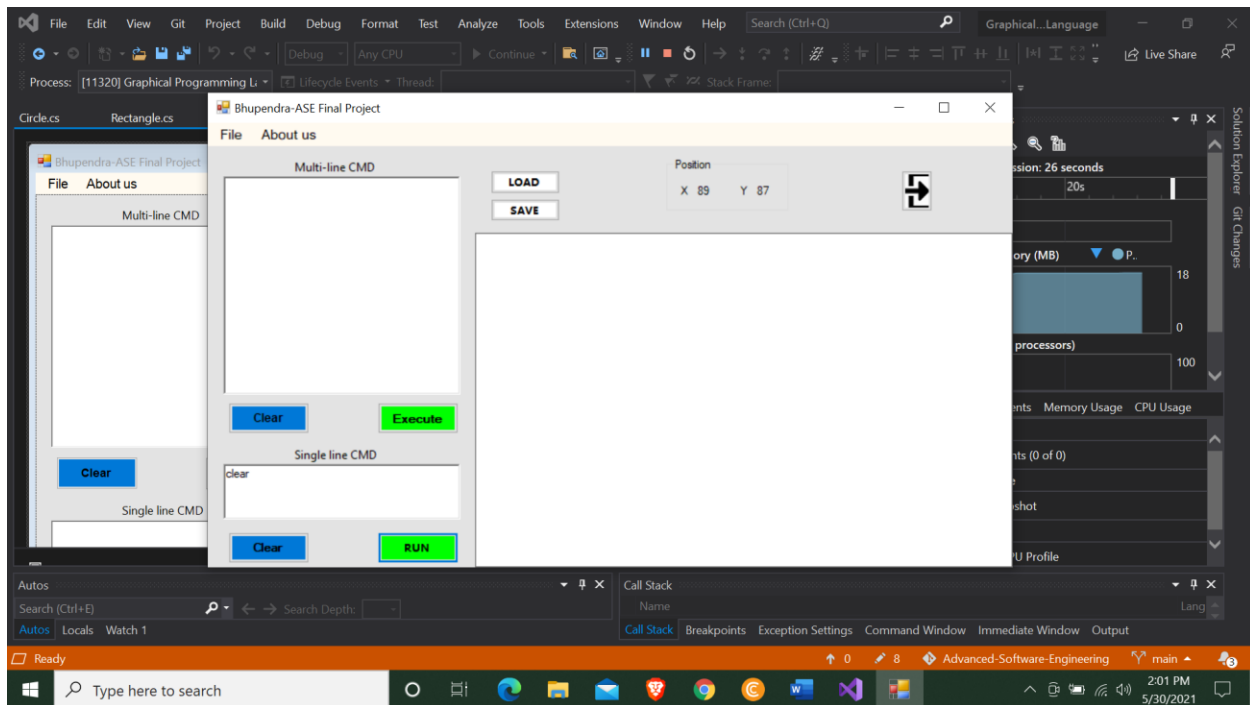 File Edit View Git Project Build Debug Format Test Analyze Tools Extensions Window Help Search (Ctrl+Q) Graphical...Language
Debug Any CPU Continue Live Share
Process: [11320] Graphical Programming Lifecycle Events Thread: Stack Frame:
Circle.cs Rectangle.cs
Bhupendra-ASE Final Project
File About us
Multi-line CMD
Clear
Single line CMD
Bhupendra-ASE Final Project
File About us
Multi-line CMD
Clear Execute
Single line CMD
clear
Clear RUN
LOAD
SAVE
Position
X 89 Y 87
ssion: 26 seconds
20s
ory (MB) P..
18
0
processors)
100
ents Memory Usage CPU Usage
nts (0 of 0)
shot
PU Profile
Solution Explorer
Git Changes
Autos
Search (Ctrl+E) Search Depth:
Autos Locals Watch 1
Call Stack
Name Lang
Call Stack Breakpoints Exception Settings Command Window Immediate Window Output
Ready 0 8 Advanced-Software-Engineering main 3
Type here to search
2:01 PM
5/30/2021